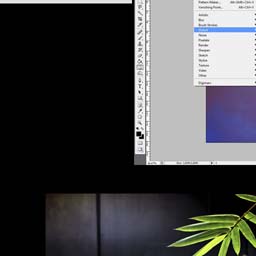 Pattern Maker...
Vanishing Point...
Artistic
Blur
Brush Strokes
Distort
Noise
Pixelate
Render
Sharpen
Sketch
Stylize
Texture
Video
Other
Digimarc